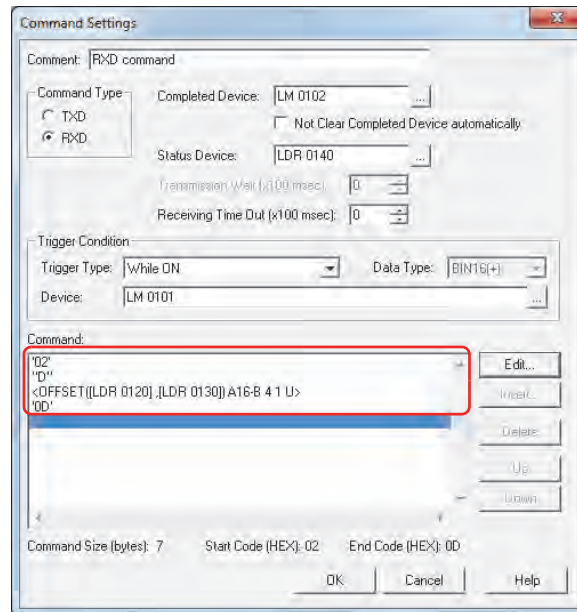 Command Settings
Comment: RXD command
Command Type
TXD
RXD
Completed Device: LM 0102 ...
Not Clear Completed Device automatically
Status Device: LDR 0140 ...
Transmission Wait (x100 msec): 0
Receiving Time Out (x100 msec): 0
Trigger Condition
Trigger Type: While ON
Data Type: BIN16(+)
Device: LM 0101 ...
Command:
'02'
"D"
<OFFSET([LDR 0120] ,[LDR 0130]) A16-B 4 1 U>
'0D'
Edit...
Insert...
Delete
Up
Down
Command Size (bytes): 7 Start Code (HEX): 02 End Code (HEX): 0D
OK Cancel Help